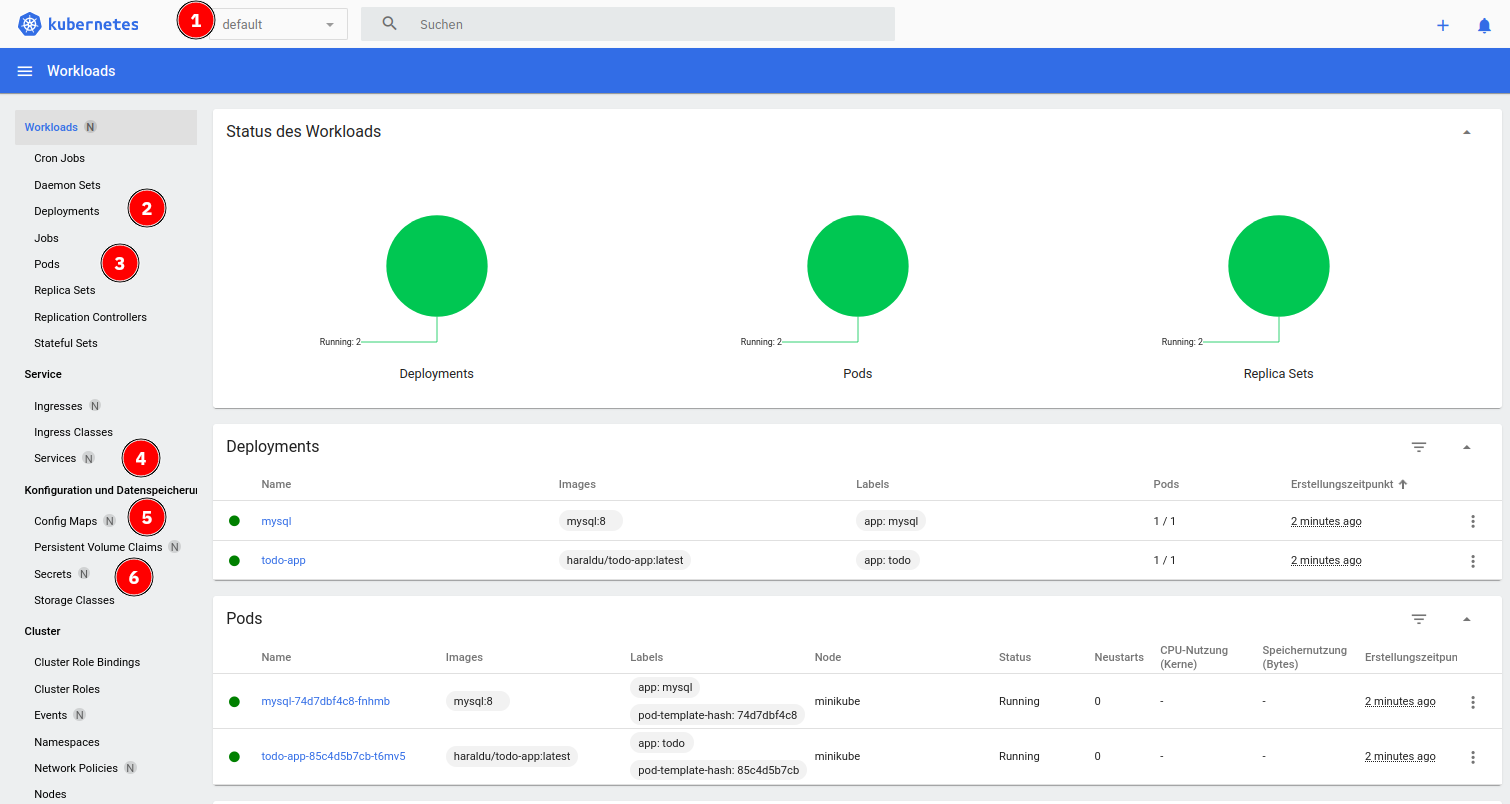 kubernetes
1
default
Suchen
Workloads
Workloads N
Cron Jobs
Daemon Sets
Deployments 2
Jobs
Pods 3
Replica Sets
Replication Controllers
Stateful Sets
Service
Ingresses N
Ingress Classes
Services N 4
Konfiguration und Datenspeicheru
Config Maps N 5
Persistent Volume Claims N
Secrets N 6
Storage Classes
Cluster
Cluster Role Bindings
Cluster Roles
Events N
Namespaces
Network Policies N
Nodes
Status des Workloads
Running: 2
Deployments
Running: 2
Pods
Running: 2
Replica Sets
Deployments
Name Images Labels Pods Erstellungszeitpunkt
mysql mysql:8 app: mysql 1 / 1 2 minutes ago
todo-app haraldu/todo-app:latest app: todo 1 / 1 2 minutes ago
Pods
Name Images Labels Node Status Neustarts CPU-Nutzung (Kerne) Speichernutzung (Bytes) Erstellungszeitpun
mysql-74d7dbf4c8-fnhmb mysql:8 app: mysql pod-template-hash: 74d7dbf4c8 minikube Running 0 - - 2 minutes ago
todo-app-85c4d5b7cb-t6mv5 haraldu/todo-app:latest app: todo pod-template-hash: 85c4d5b7cb minikube Running 0 - - 2 minutes ago